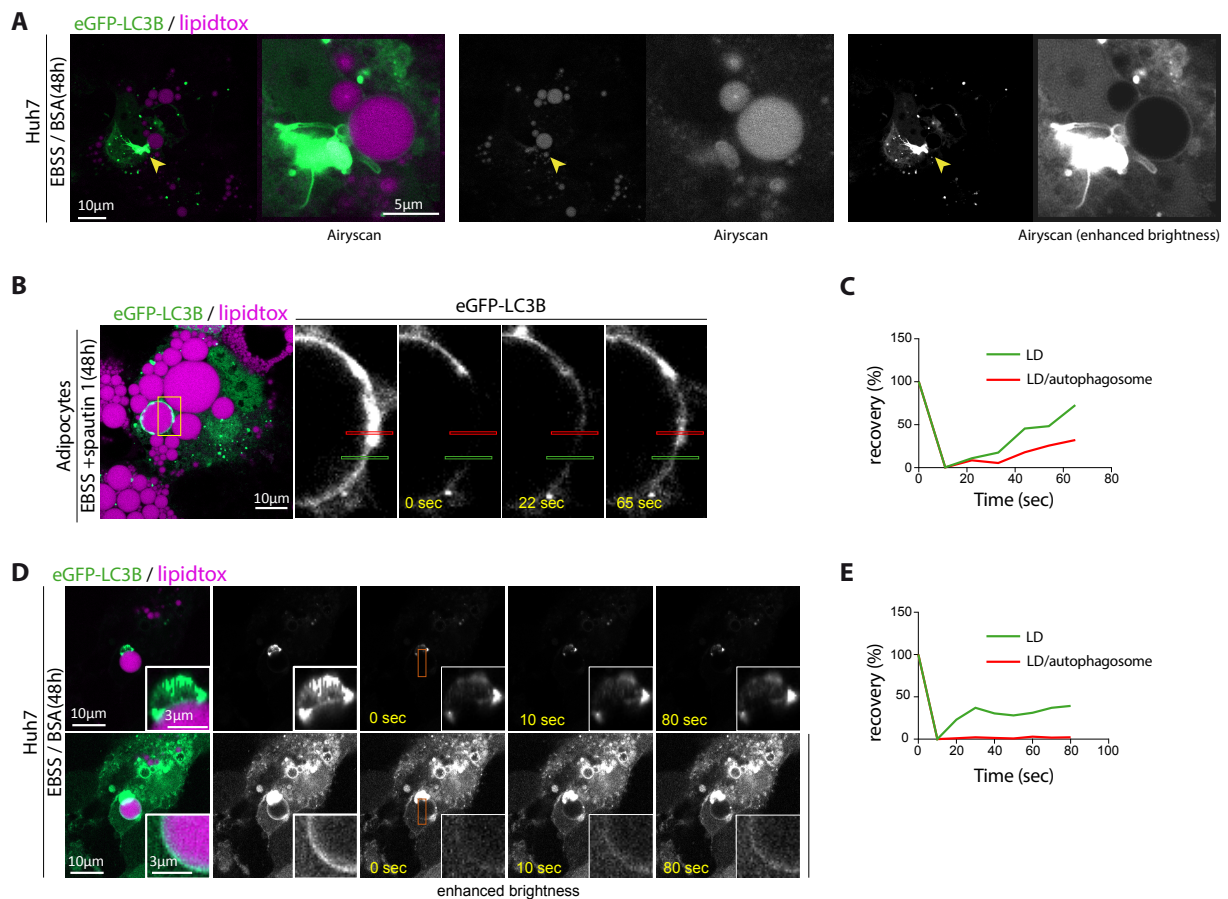 A
eGFP-LC3B / lipidtox
Huh7
EBSS / BSA(48h)
10µm
5µm
Airyscan
Airyscan
Airyscan (enhanced brightness)
B
eGFP-LC3B / lipidtox
eGFP-LC3B
Adipocytes
EBSS +spautin 1 (48h)
10µm
0 sec
22 sec
65 sec
C
recovery (%)
150
100
50
0
0 20 40 60 80
Time (sec)
LD
LD/autophagosome
D
eGFP-LC3B / lipidtox
Huh7
EBSS / BSA(48h)
10µm
3µm
0 sec
10 sec
80 sec
10µm
3µm
0 sec
10 sec
80 sec
enhanced brightness
E
recovery (%)
150
100
50
0
0 20 40 60 80 100
Time (sec)
LD
LD/autophagosome